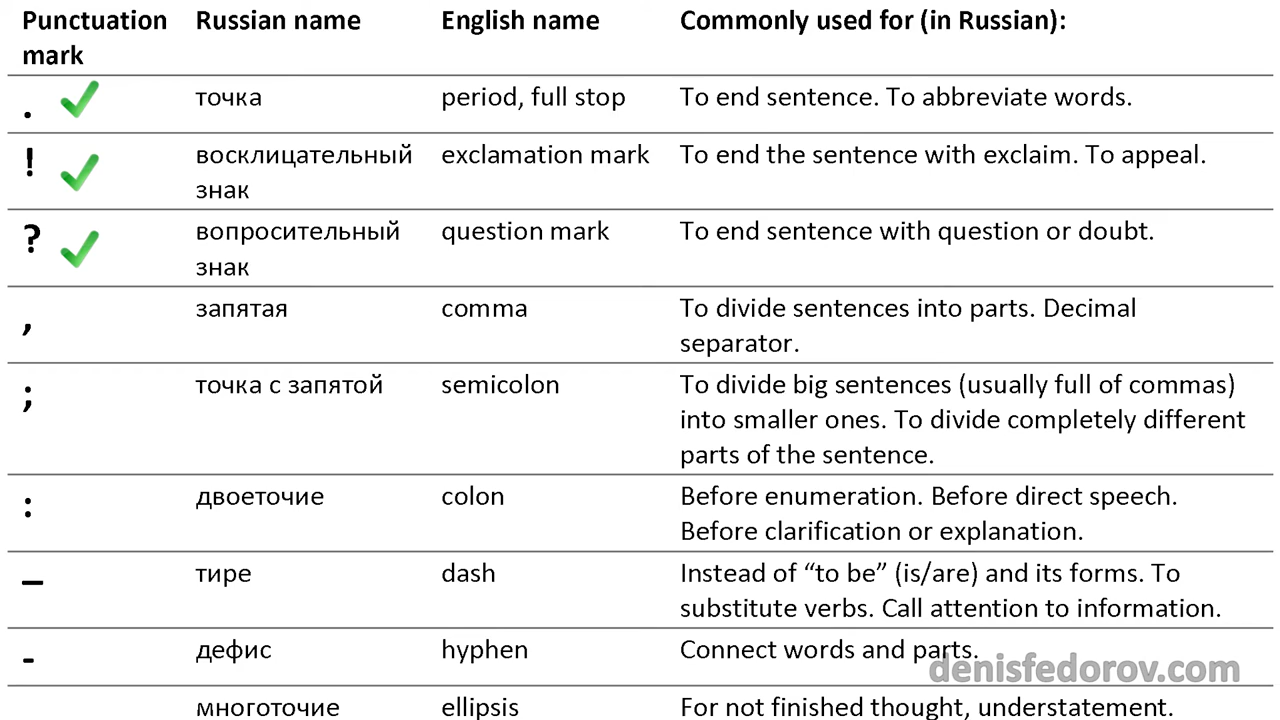 Punctuation mark Russian name English name Commonly used for (in Russian):
. точка period, full stop To end sentence. To abbreviate words.
! восклицательный знак exclamation mark To end the sentence with exclaim. To appeal.
? вопросительный знак question mark To end sentence with question or doubt.
, запятая comma To divide sentences into parts. Decimal
separator.
; точка с запятой semicolon To divide big sentences (usually full of commas)
into smaller ones. To divide completely different
parts of the sentence.
: двоеточие colon Before enumeration. Before direct speech.
Before clarification or explanation.
– тире dash Instead of “to be” (is/are) and its forms. To
substitute verbs. Call attention to information.
- дефис hyphen Connect words and parts.
denisfedorov.com
многоточие ellipsis For not finished thought, understatement.